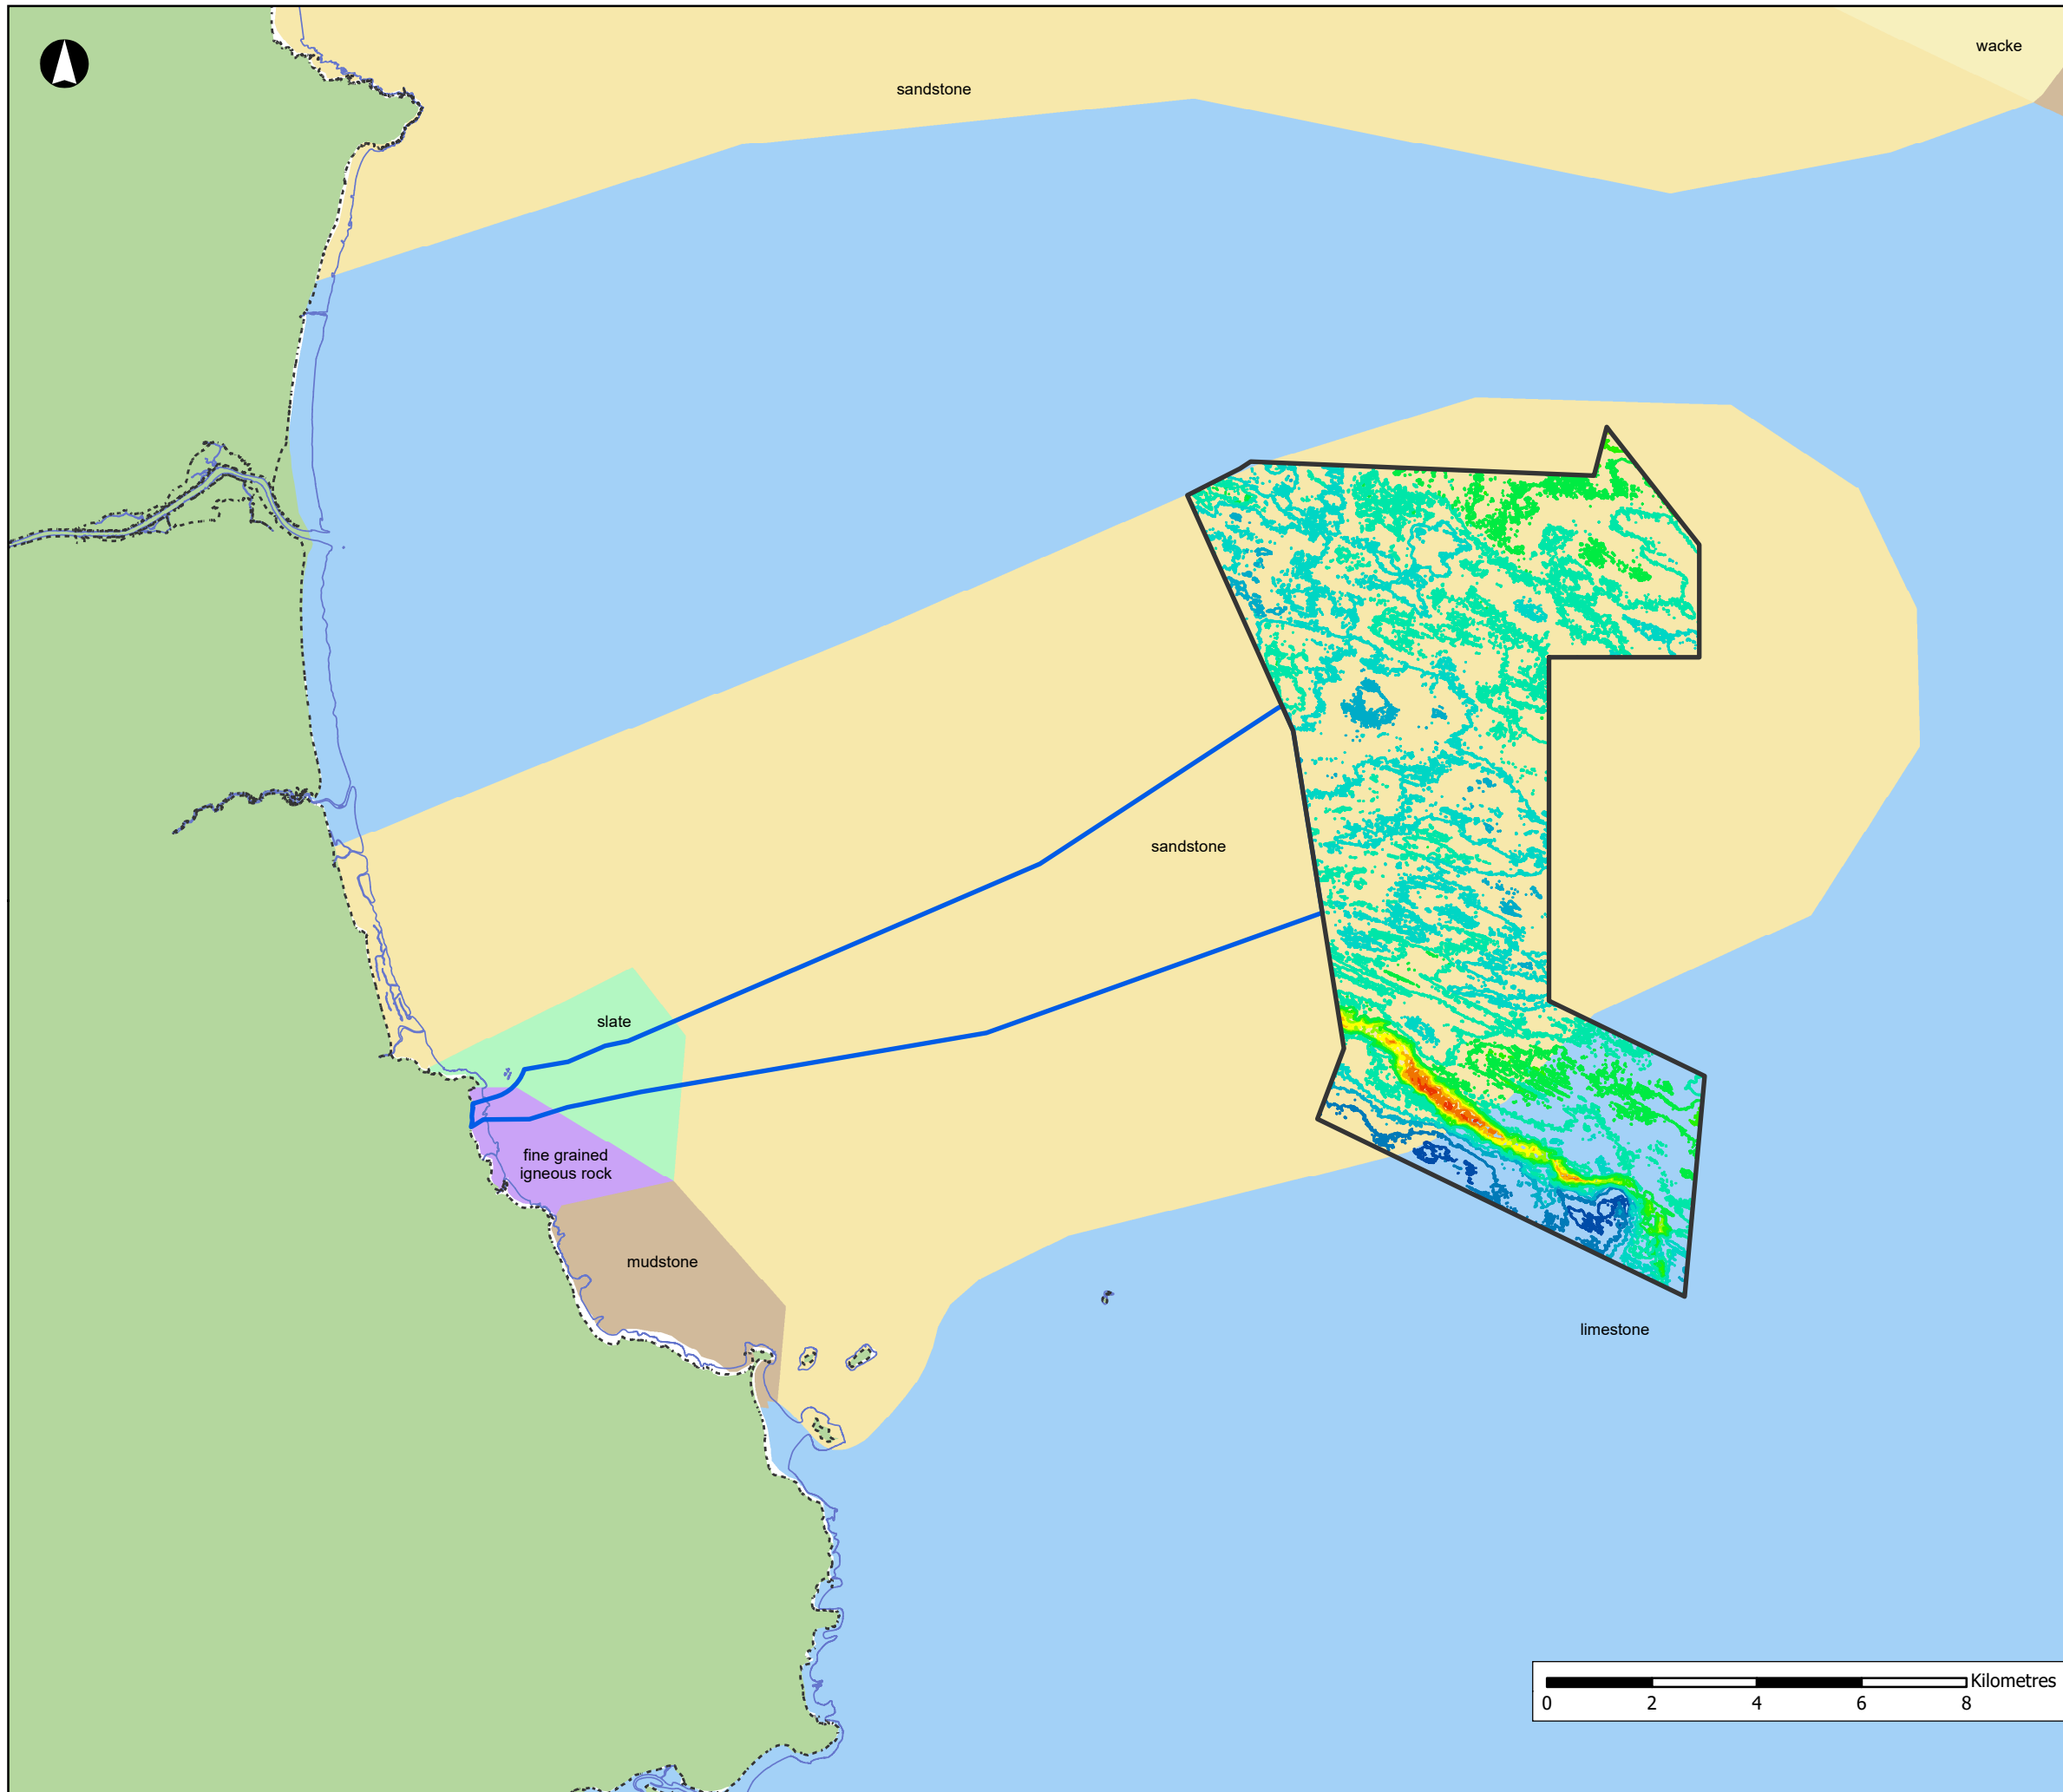 wacke
sandstone
sandstone
slate
fine grained
igneous rock
mudstone
limestone
Kilometres
0 2 4 6 8